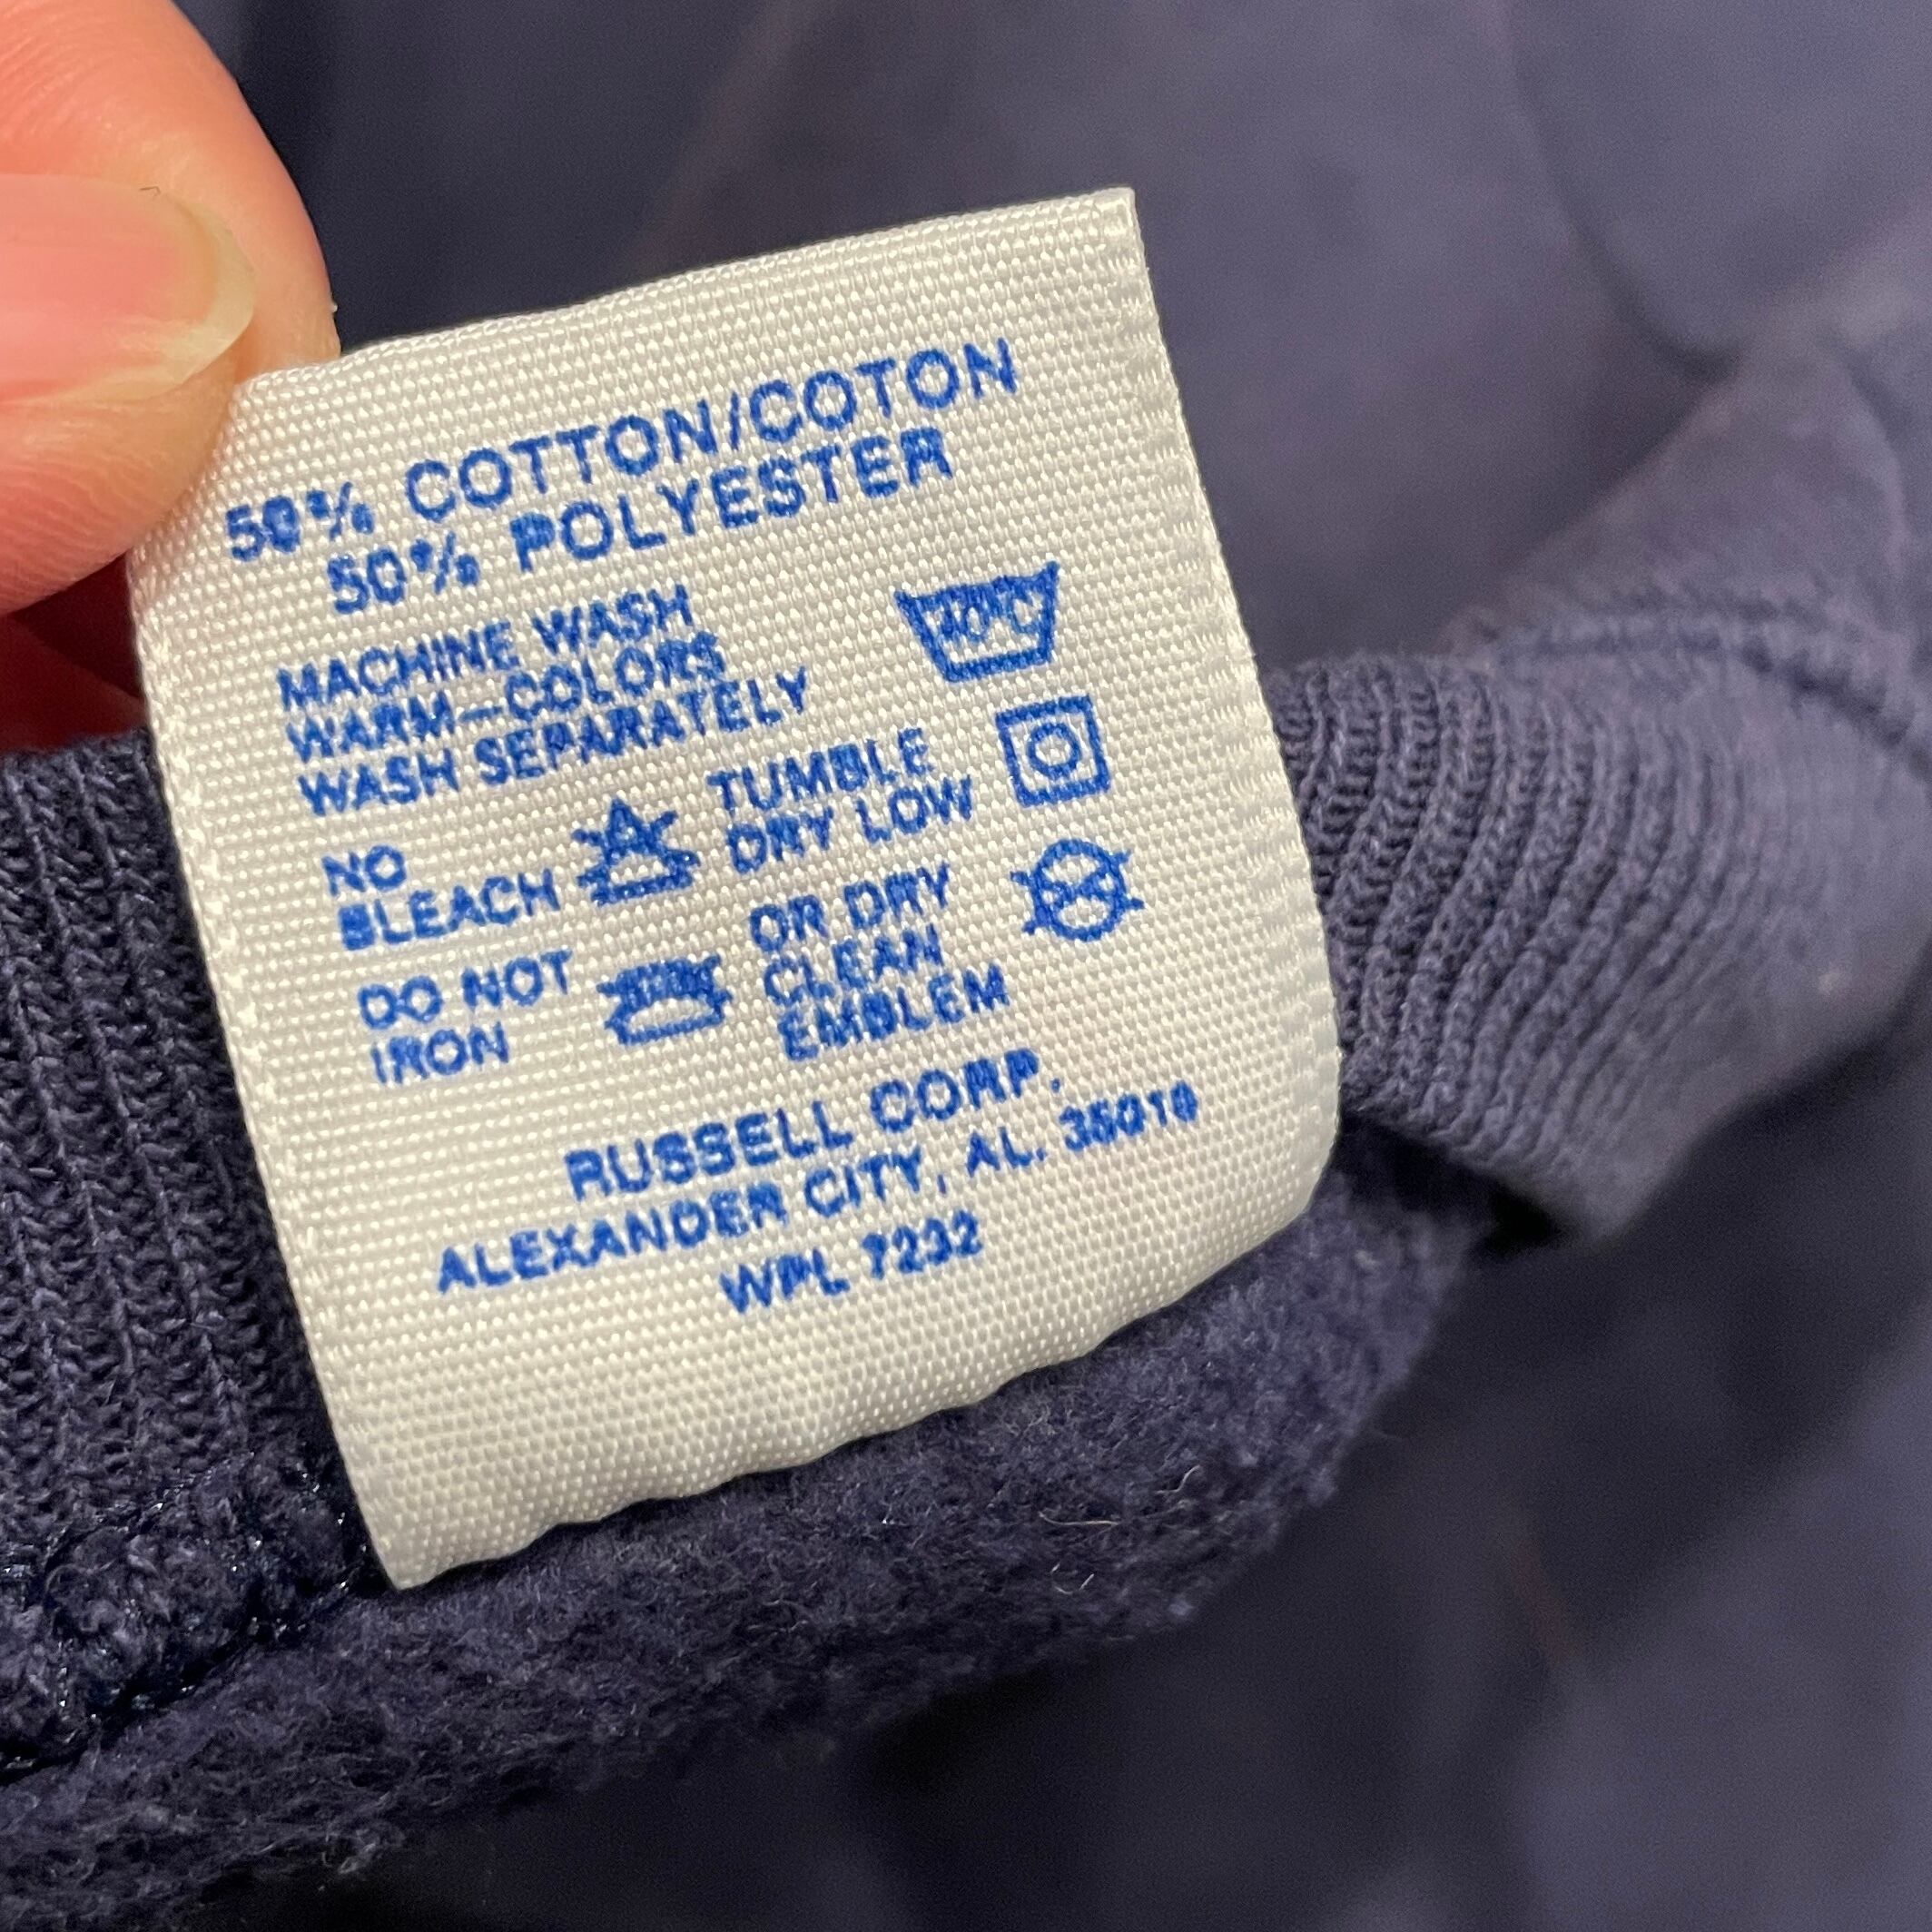 50% COTTON/COTON
50% POLYESTER
MACHINE WASH
WARM—COLORS
WASH SEPARATELY
40°C
NO
BLEACH
TUMBLE
DRY LOW
DO NOT
IRON
OR DRY
CLEAN
EMBLEM
RUSSELL CORP.
ALEXANDER CITY, AL. 35010
WPL 7232